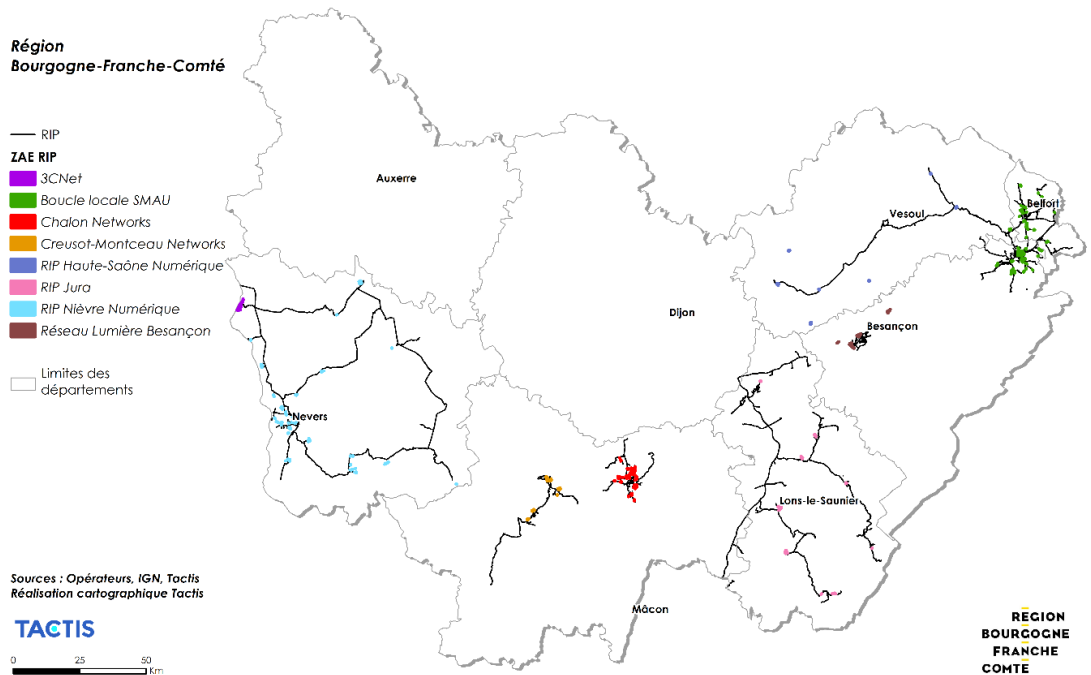 Région
Bourgogne-Franche-Comté
RIP
ZAE RIP
3CNet
Boucle locale SMAU
Chalon Networks
Creusot-Montceau Networks
RIP Haute-Saône Numérique
RIP Jura
RIP Nièvre Numérique
Réseau Lumière Besançon
Limites des
départements
Auxerre
Vesoul
Belfort
Dijon
Besançon
Nevers
Lons-le-Saunier
Mâcon
Sources : Opérateurs, IGN, Tactis
Réalisation cartographique Tactis
TACTIS
0 25 50
Km
REGION
BOURGOGNE
FRANCHE
COMTE